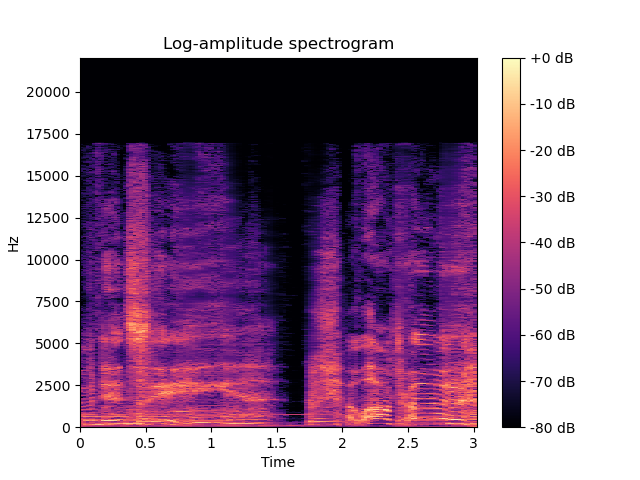 Log-amplitude spectrogram
+0 dB
20000
-10 dB
17500
-20 dB
15000
-30 dB
12500
Hz
-40 dB
10000
-50 dB
7500
-60 dB
5000
-70 dB
2500
0
-80 dB
0 0.5 1 1.5 2 2.5 3
Time